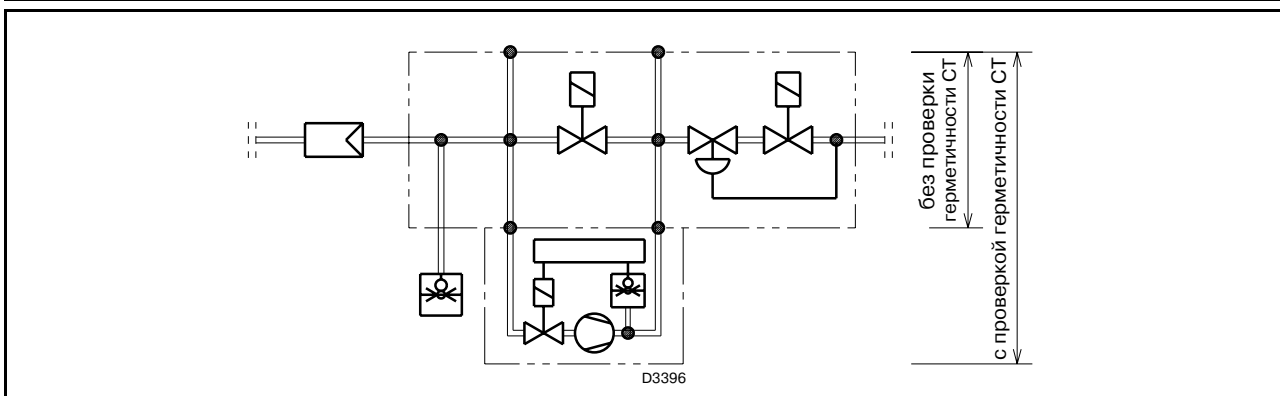 без проверки
герметичности СТ
с проверкой герметичности СТ
D3396